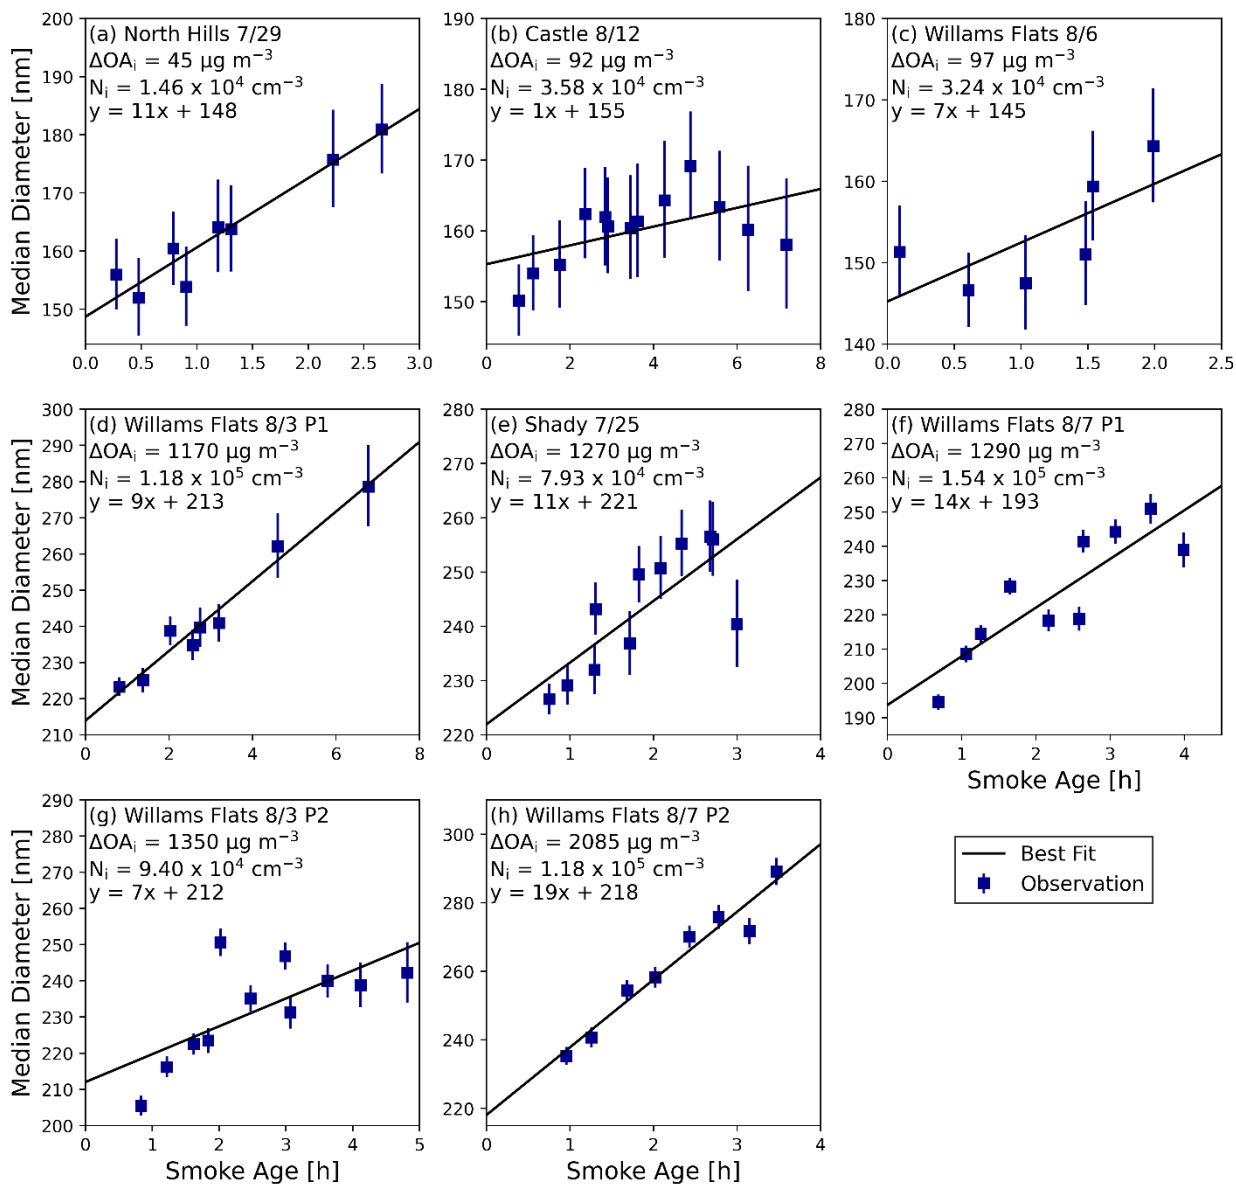 (a) North Hills 7/29
ΔOAᵢ = 45 µg m⁻³
Nᵢ = 1.46 x 10⁴ cm⁻³
y = 11x + 148
200
190
180
170
160
150
Median Diameter [nm]
0.0 0.5 1.0 1.5 2.0 2.5 3.0
(b) Castle 8/12
ΔOAᵢ = 92 µg m⁻³
Nᵢ = 3.58 x 10⁴ cm⁻³
y = 1x + 155
190
180
170
160
150
0 2 4 6 8
(c) Willams Flats 8/6
ΔOAᵢ = 97 µg m⁻³
Nᵢ = 3.24 x 10⁴ cm⁻³
y = 7x + 145
180
170
160
150
140
0.0 0.5 1.0 1.5 2.0 2.5
(d) Willams Flats 8/3 P1
ΔOAᵢ = 1170 µg m⁻³
Nᵢ = 1.18 x 10⁵ cm⁻³
y = 9x + 213
300
290
280
270
260
250
240
230
220
210
Median Diameter [nm]
0 2 4 6 8
(e) Shady 7/25
ΔOAᵢ = 1270 µg m⁻³
Nᵢ = 7.93 x 10⁴ cm⁻³
y = 11x + 221
280
270
260
250
240
230
220
0 1 2 3 4
(f) Willams Flats 8/7 P1
ΔOAᵢ = 1290 µg m⁻³
Nᵢ = 1.54 x 10⁵ cm⁻³
y = 14x + 193
280
270
260
250
240
230
220
210
200
190
0 1 2 3 4
Smoke Age [h]
(g) Willams Flats 8/3 P2
ΔOAᵢ = 1350 µg m⁻³
Nᵢ = 9.40 x 10⁴ cm⁻³
y = 7x + 212
290
280
270
260
250
240
230
220
210
200
Median Diameter [nm]
0 1 2 3 4 5
Smoke Age [h]
(h) Willams Flats 8/7 P2
ΔOAᵢ = 2085 µg m⁻³
Nᵢ = 1.18 x 10⁵ cm⁻³
y = 19x + 218
300
280
260
240
220
0 1 2 3 4
Smoke Age [h]
Best Fit
Observation